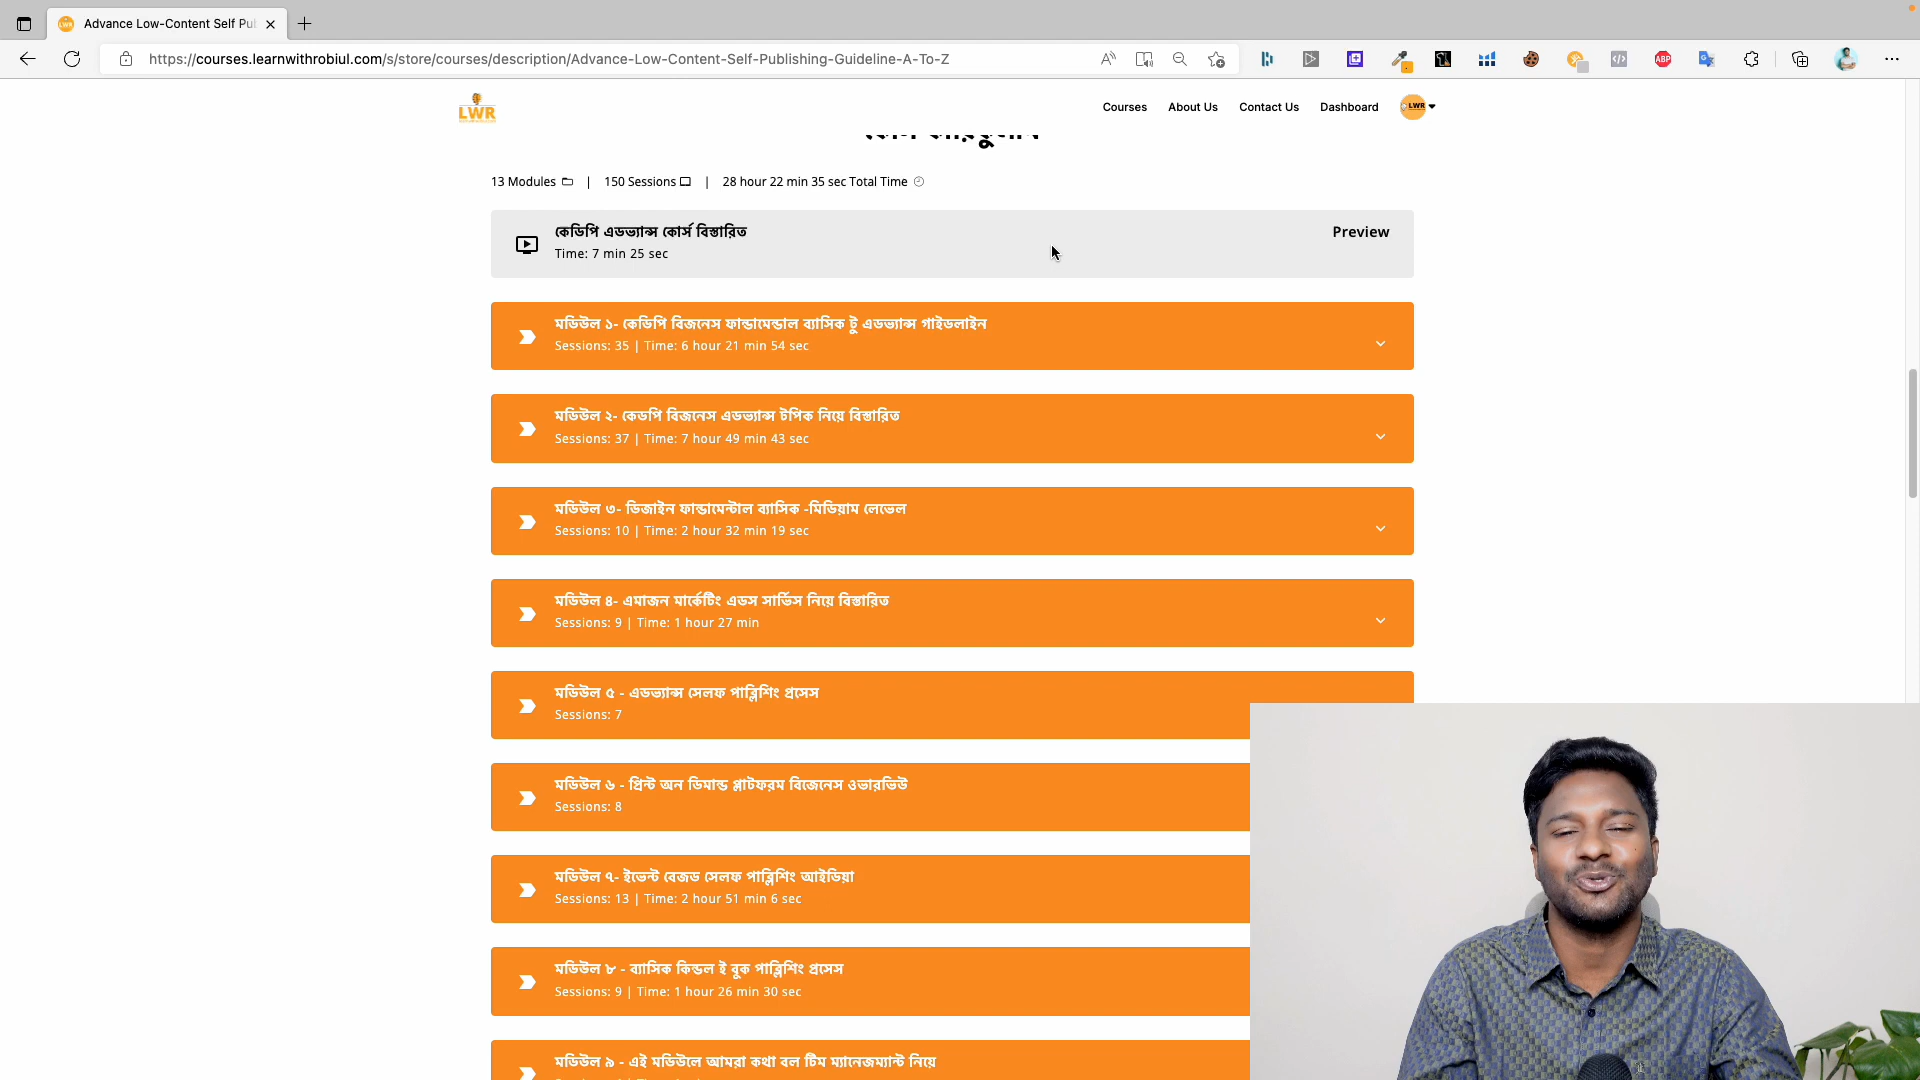 Advance Low-Content Self Pu
https://courses.learnwithrobiul.com/s/store/courses/description/Advance-Low-Content-Self-Publishing-Guideline-A-To-Z
ABP
LWR
Courses About Us Contact Us Dashboard
LWR
13 Modules | 150 Sessions | 28 hour 22 min 35 sec Total Time
কেডিপি এডভ্যান্স কোর্স বিস্তারিত
Preview
Time: 7 min 25 sec
মডিউল ১- কেডিপি বিজনেস ফান্ডামেন্ডাল ব্যাসিক টু এডভ্যান্স গাইডলাইন
Sessions: 35 | Time: 6 hour 21 min 54 sec
মডিউল ২- কেডপি বিজনেস এডভ্যান্স টপিক নিয়ে বিস্তারিত
Sessions: 37 | Time: 7 hour 49 min 43 sec
মডিউল ৩- ডিজাইন ফান্ডামেন্টাল ব্যাসিক -মিডিয়াম লেভেল
Sessions: 10 | Time: 2 hour 32 min 19 sec
মডিউল ৪- এমাজন মার্কেটিং এডস সার্ভিস নিয়ে বিস্তারিত
Sessions: 9 | Time: 1 hour 27 min
মডিউল ৫ - এডভ্যান্স সেলফ পাব্লিশিং প্রসেস
Sessions: 7
মডিউল ৬ - প্রিন্ট অন ডিমান্ড প্লাটফরম বিজেনেস ওভারভিউ
Sessions: 8
মডিউল ৭- ইভেন্ট বেজড সেলফ পাব্লিশিং আইডিয়া
Sessions: 13 | Time: 2 hour 51 min 6 sec
মডিউল ৮ - ব্যাসিক কিন্ডল ই বুক পাব্লিশিং প্রসেস
Sessions: 9 | Time: 1 hour 26 min 30 sec
মডিউল ৯ - এই মডিউলে আমরা কথা বল টিম ম্যানেজম্যান্ট নিয়ে